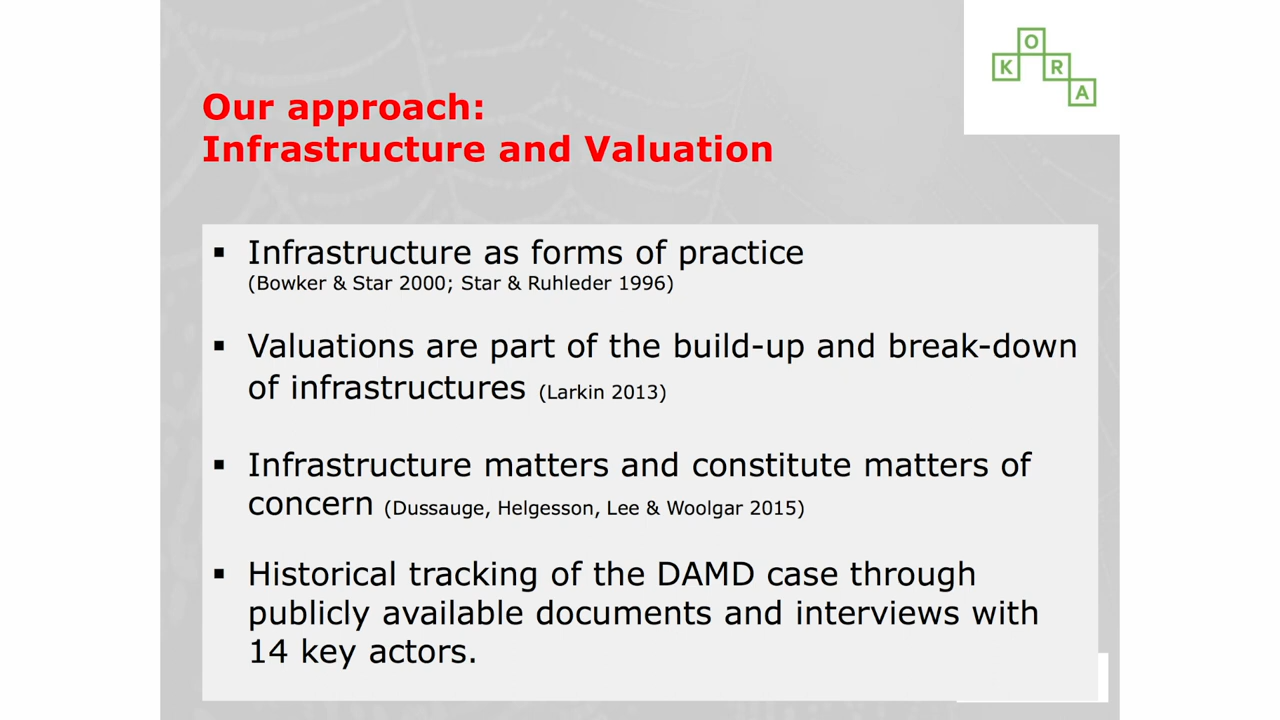 KORA
Our approach:
Infrastructure and Valuation
▪ Infrastructure as forms of practice
(Bowker & Star 2000; Star & Ruhleder 1996)
▪ Valuations are part of the build-up and break-down
of infrastructures (Larkin 2013)
▪ Infrastructure matters and constitute matters of
concern (Dussauge, Helgesson, Lee & Woolgar 2015)
▪ Historical tracking of the DAMD case through
publicly available documents and interviews with
14 key actors.